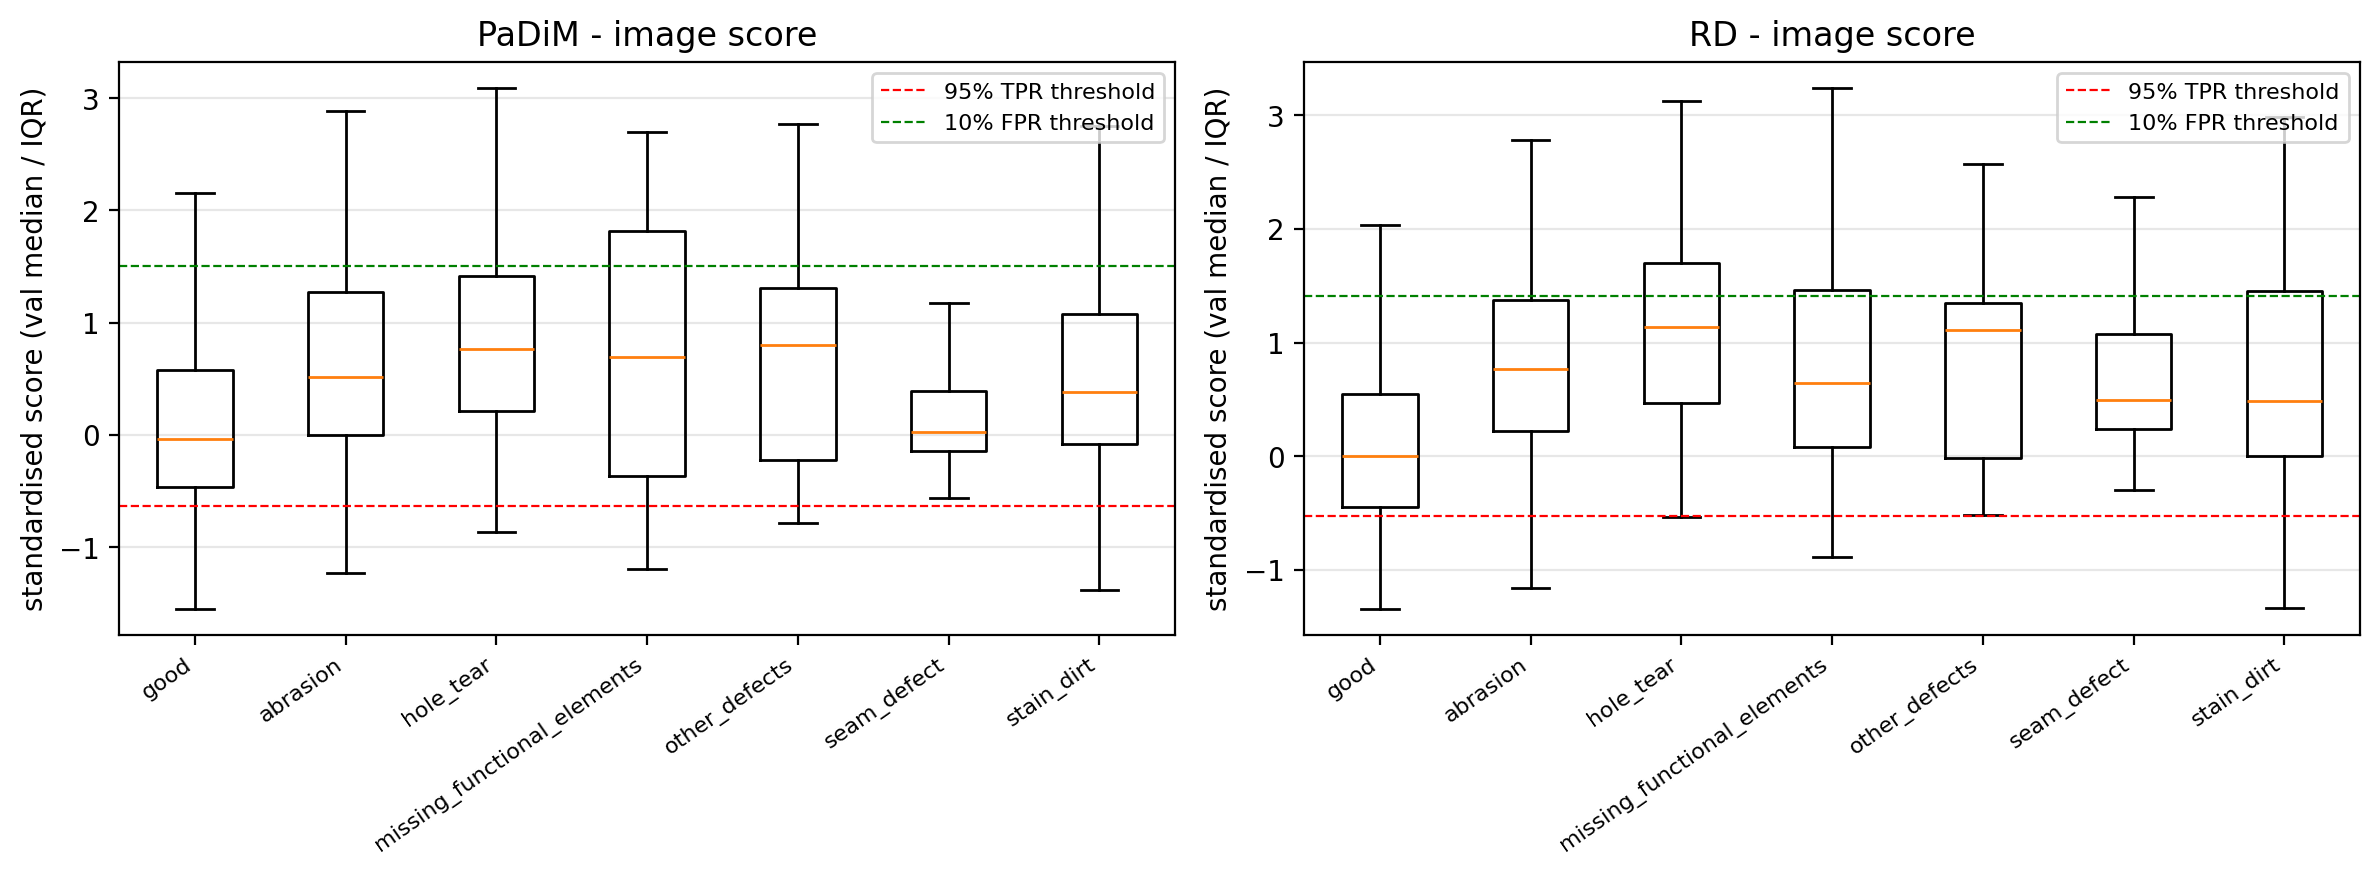 PaDiM - image score
standardised score (val median / IQR)
3
2
1
0
−1
95% TPR threshold
10% FPR threshold
good
abrasion
hole_tear
missing_functional_elements
other_defects
seam_defect
stain_dirt
RD - image score
standardised score (val median / IQR)
3
2
1
0
−1
95% TPR threshold
10% FPR threshold
good
abrasion
hole_tear
missing_functional_elements
other_defects
seam_defect
stain_dirt